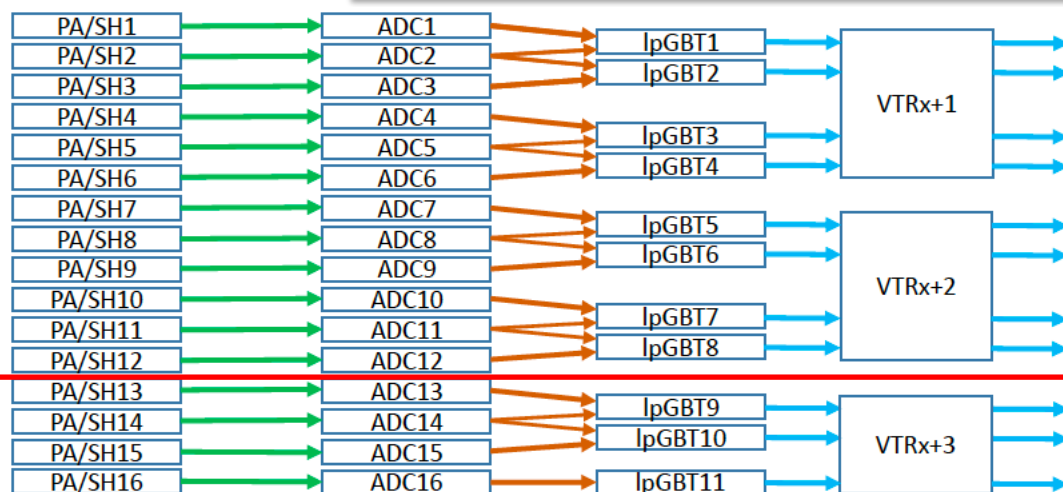 PA/SH1 ADC1
lpGBT1
PA/SH2 ADC2
lpGBT2
PA/SH3 ADC3
VTRx+1
PA/SH4 ADC4
lpGBT3
PA/SH5 ADC5
lpGBT4
PA/SH6 ADC6
PA/SH7 ADC7
lpGBT5
PA/SH8 ADC8
lpGBT6
PA/SH9 ADC9
VTRx+2
PA/SH10 ADC10
lpGBT7
PA/SH11 ADC11
lpGBT8
PA/SH12 ADC12
PA/SH13 ADC13
lpGBT9
PA/SH14 ADC14
lpGBT10
VTRx+3
PA/SH15 ADC15
PA/SH16 ADC16 lpGBT11